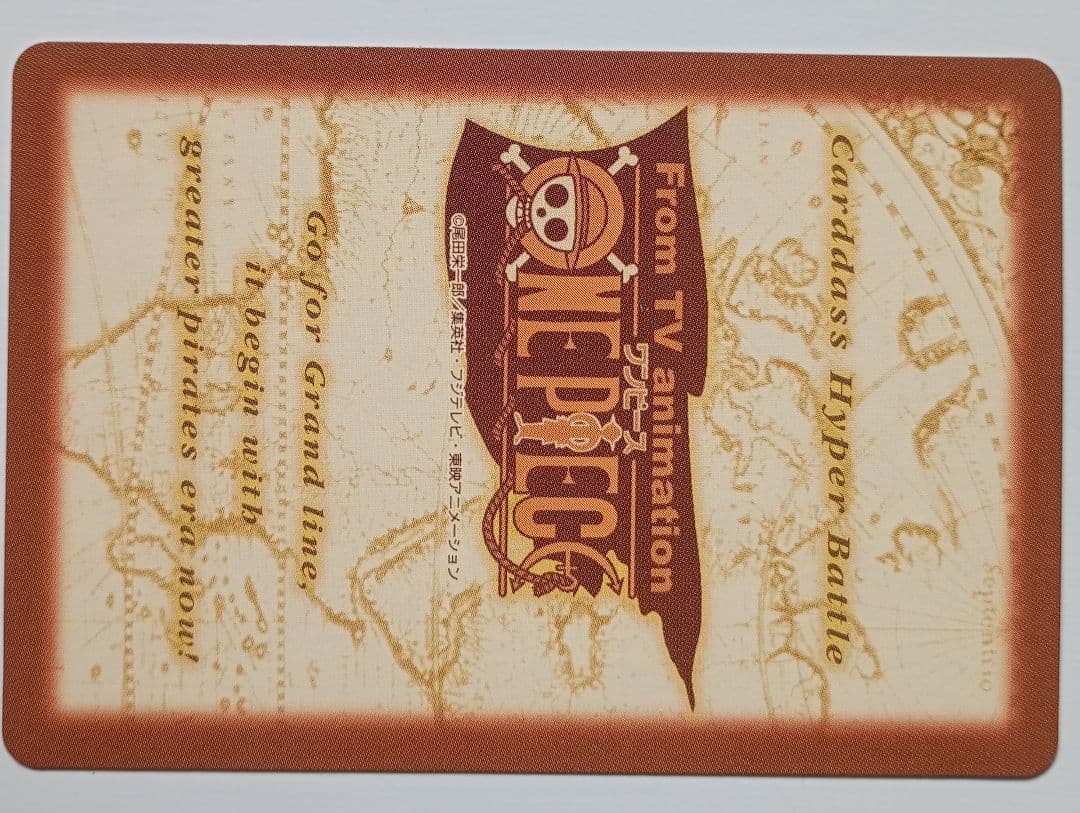 Carddass Hyper Battle
From TV animation
ワンピース
ONE PIECE
©尾田栄一郎/集英社・フジテレビ・東映アニメーション
Go for Grand line,
it begin with
greater pirates era now!
Septentrio